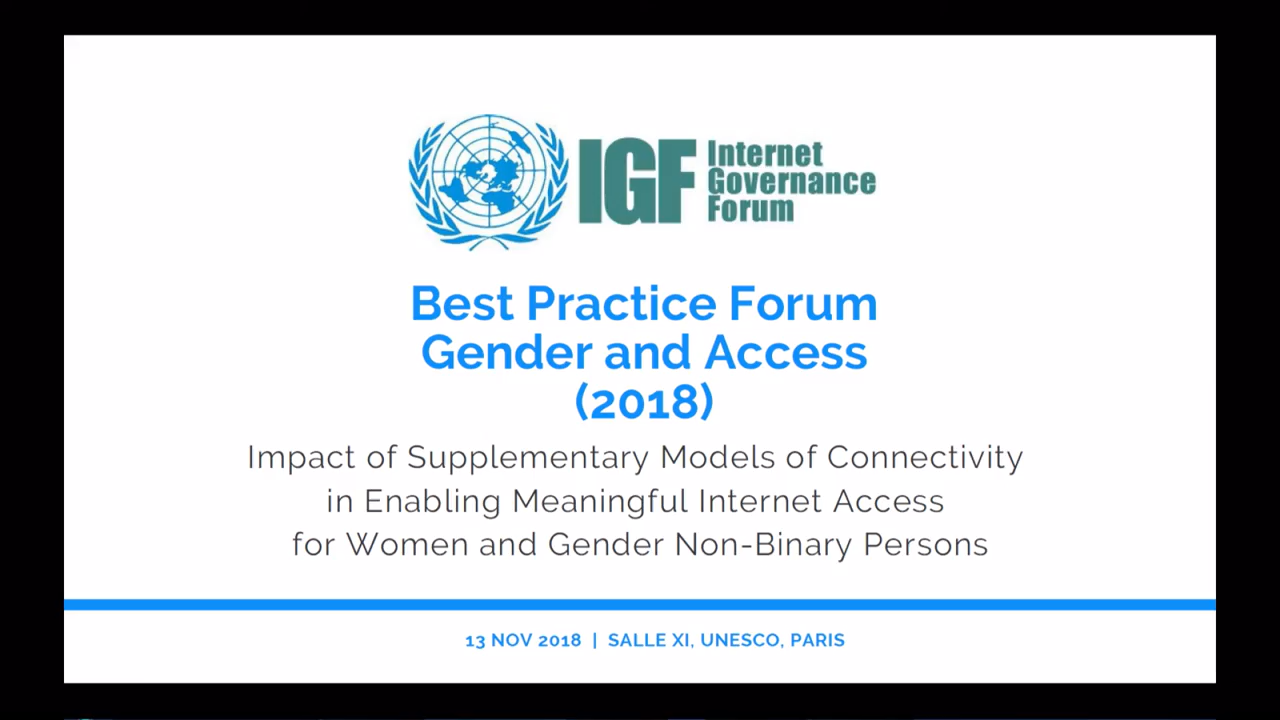 IGF
Internet
Governance
Forum
Best Practice Forum
Gender and Access
(2018)
Impact of Supplementary Models of Connectivity
in Enabling Meaningful Internet Access
for Women and Gender Non-Binary Persons
13 NOV 2018 | SALLE XI, UNESCO, PARIS